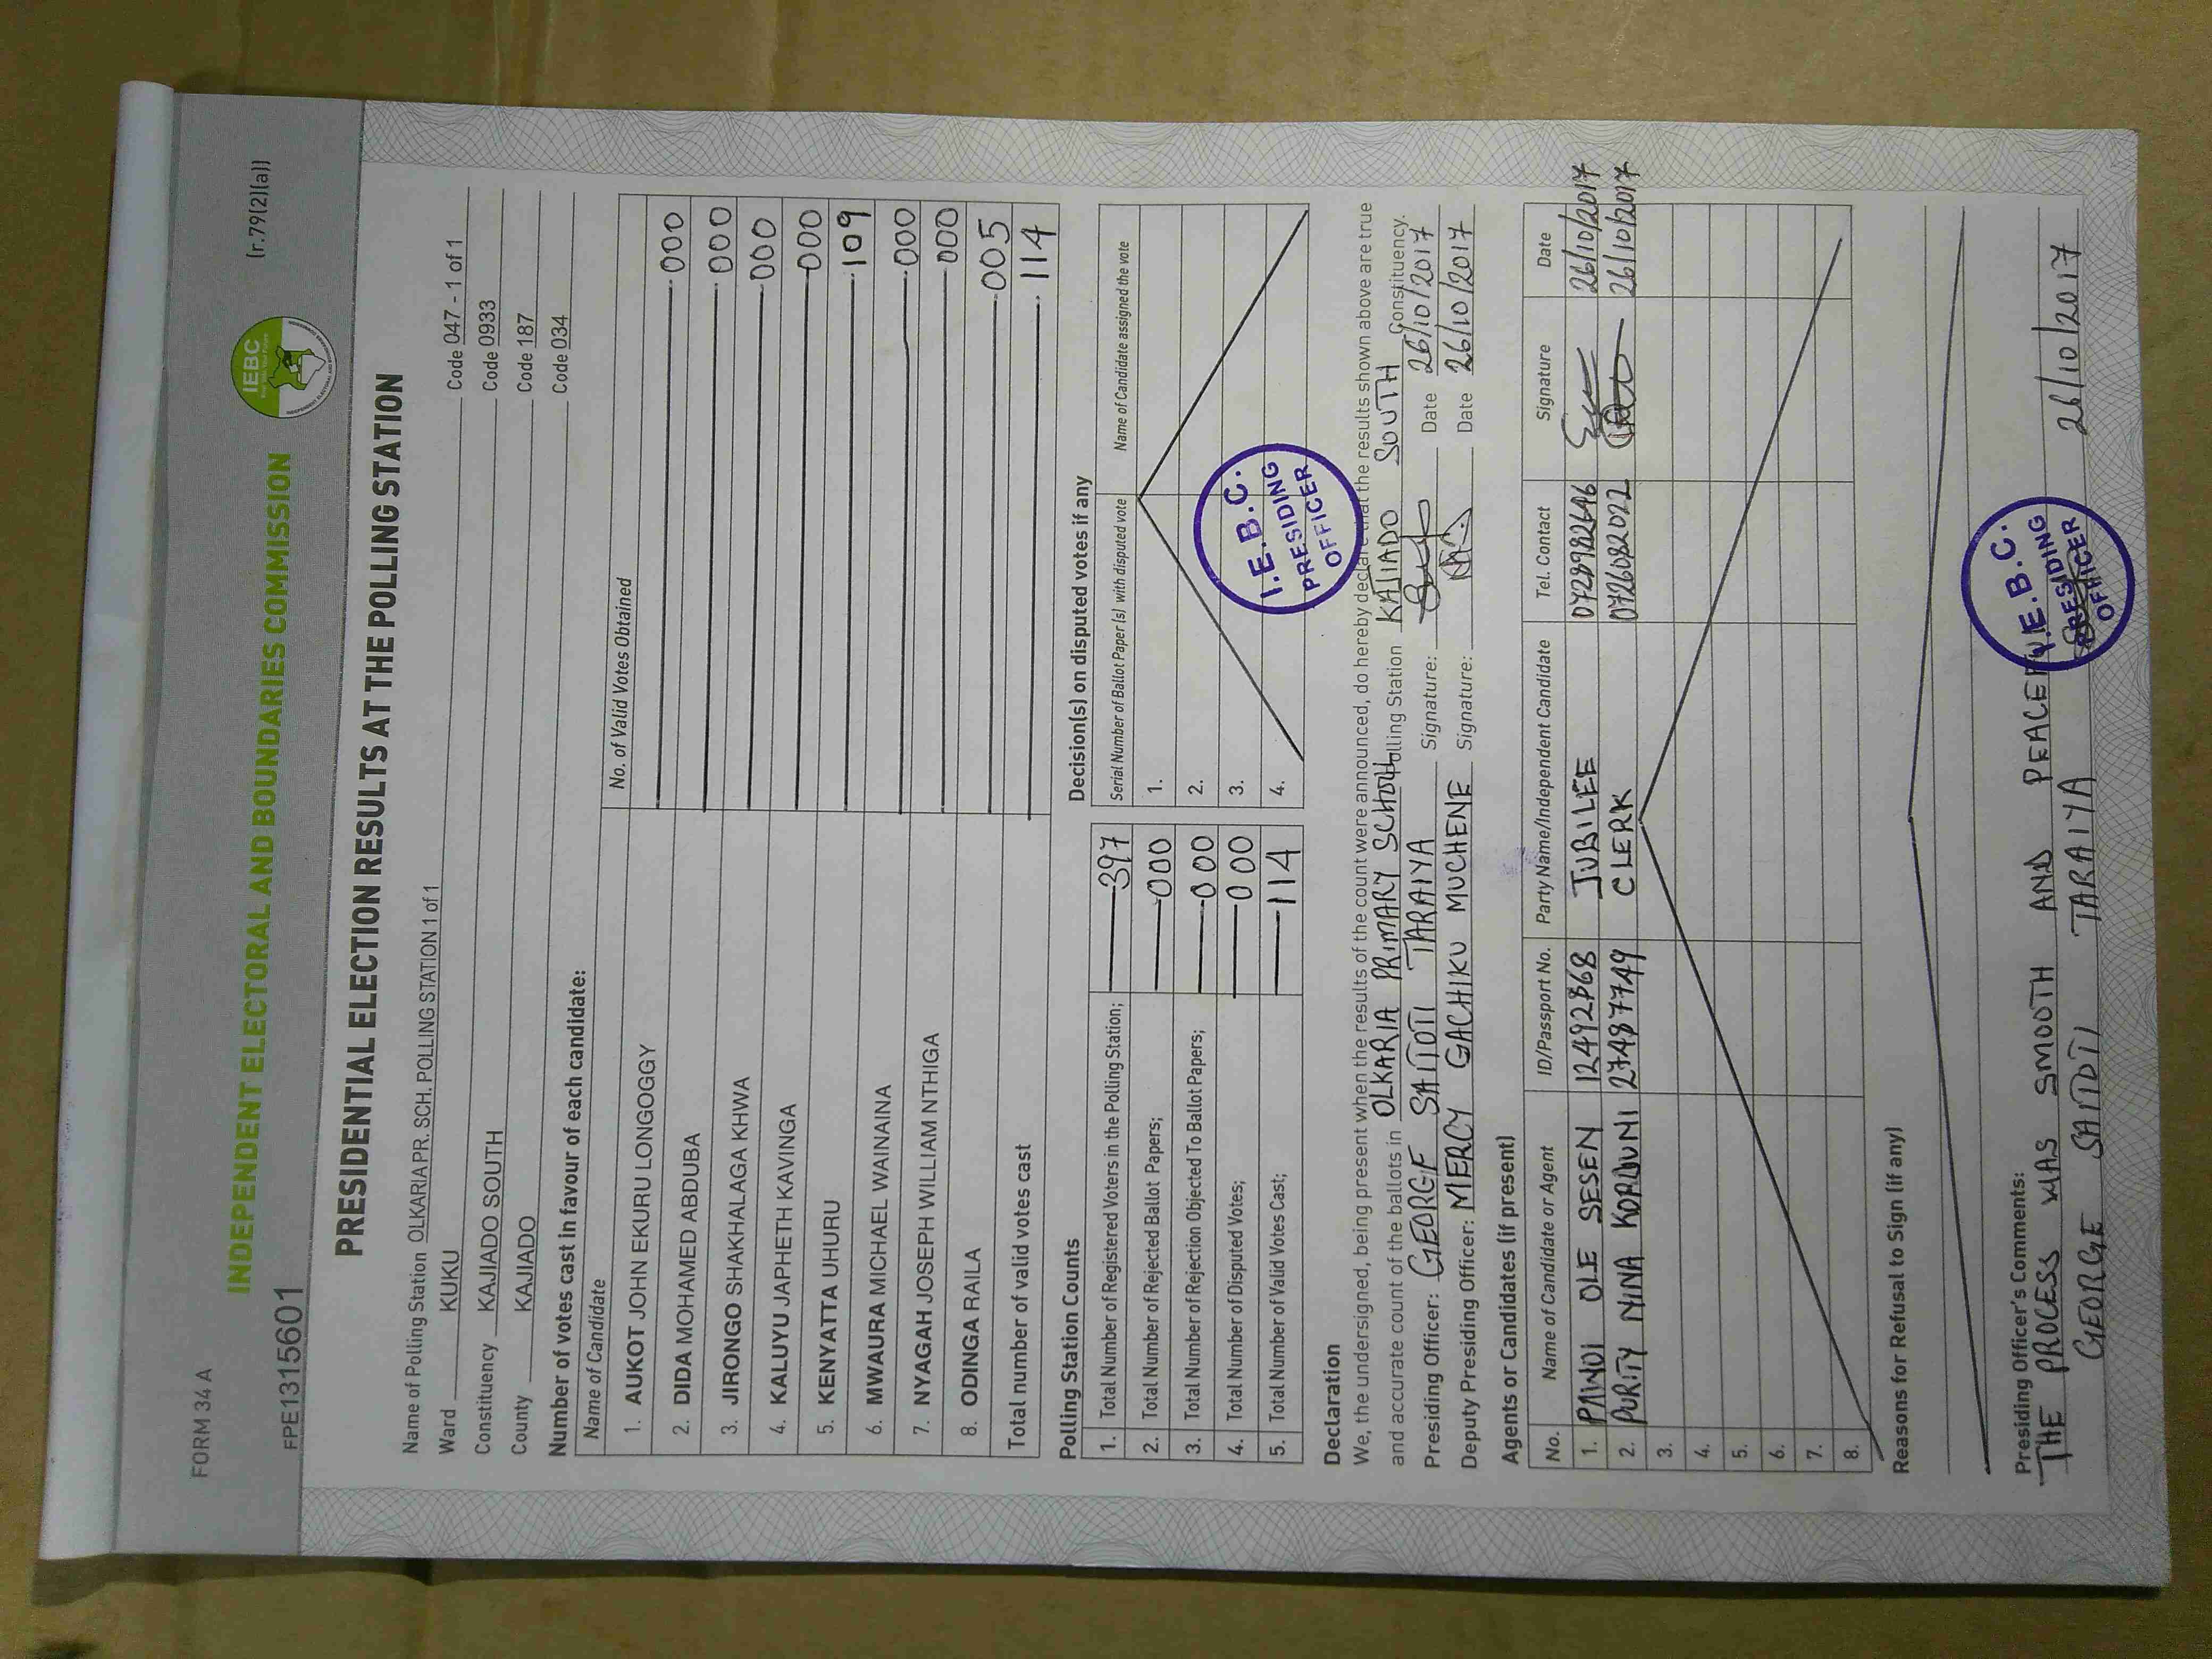 FORM 34 A
(r.79(2)(a))
FPE1315601
INDEPENDENT ELECTORAL AND BOUNDARIES COMMISSION
IEBC
PRESIDENTIAL ELECTION RESULTS AT THE POLLING STATION
Name of Polling Station OLKARIA PR. SCH. POLLING STATION 1 of 1
Ward KUKU Code 047 - 1 of 1
Constituency KAJIADO SOUTH Code 0933
County KAJIADO Code 187
Code 034
Number of votes cast in favour of each candidate:
Name of Candidate No. of Valid Votes Obtained
1. AUKOT JOHN EKURU LONGOGGY 000
2. DIDA MOHAMED ABDUBA 000
3. JIRONGO SHAKHALAGA KHWA 000
4. KALUYU JAPHETH KAVINGA 000
5. KENYATTA UHURU 109
6. MWAURA MICHAEL WAINAINA 000
7. NYAGAH JOSEPH WILLIAM NTHIGA 000
8. ODINGA RAILA 005
Total number of valid votes cast 114
Polling Station Counts
1. Total Number of Registered Voters in the Polling Station; 397
2. Total Number of Rejected Ballot Papers; 000
3. Total Number of Rejection Objected To Ballot Papers; 000
4. Total Number of Disputed Votes; 000
5. Total Number of Valid Votes Cast; 114
Decision(s) on disputed votes if any
Serial Number of Ballot Paper (s) with disputed vote Name of Candidate assigned the vote
1.
2.
3.
4.
I.E.B.C.
PRESIDING
OFFICER
Declaration
We, the undersigned, being present when the results of the count were announced, do hereby declare that the results shown above are true
and accurate count of the ballots in OLKARIA PRIMARY SCHOOL Polling Station KAJIADO SOUTH Constituency.
Presiding Officer: GEORGE SAITOTI TARAIYA Signature: Date 26/10/2017
Deputy Presiding Officer: MERCY GACHIKU MUCHENE Signature: Date 26/10/2017
Agents or Candidates (if present)
No. Name of Candidate or Agent ID/Passport No. Party Name/Independent Candidate Tel. Contact Signature Date
1. OLE SESEN 12492868 JUBILEE 0728982646 26/10/2017
2. PURITY NINA 27487749 CLERK 0726082022 26/10/2017
3.
4.
5.
6.
7.
8.
Reasons for Refusal to Sign (if any)
Presiding Officer's Comments:
THE PROCESS WAS SMOOTH AND
GEORGE SAITOTI TARAIYA 26/10/2017
I.E.B.C.
PRESIDING
OFFICER